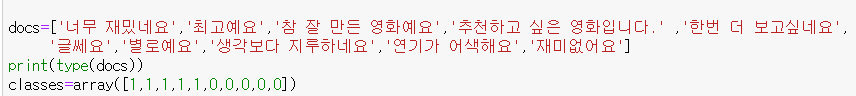 docs=['너무 재밌네요','최고예요','참 잘 만든 영화예요','추천하고 싶은 영화입니다.' ,'한번 더 보고싶네요',
'글쎄요','별로예요','생각보다 지루하네요','연기가 어색해요','재미없어요']
print(type(docs))
classes=array([1,1,1,1,1,0,0,0,0,0])